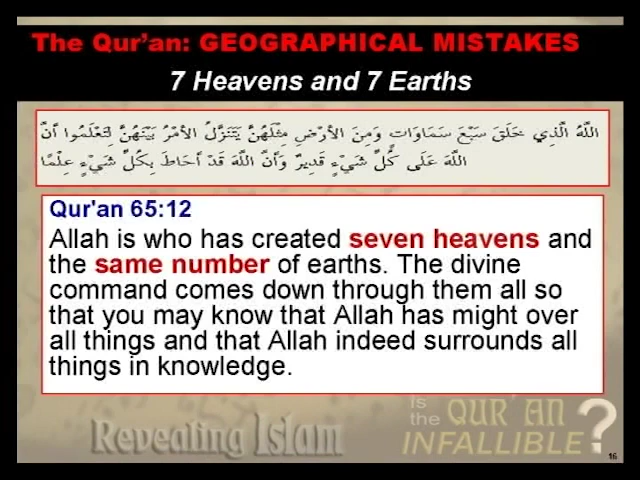 The Qur'an: GEOGRAPHICAL MISTAKES
7 Heavens and 7 Earths
اللَّهُ الَّذِي خَلَقَ سَبْعَ سَمَاوَاتٍ وَمِنَ الأَرْضِ مِثْلَهُنَّ يَتَنَزَّلُ الأَمْرُ بَيْنَهُنَّ لِتَعْلَمُوا أَنَّ
اللَّهَ عَلَى كُلِّ شَيْءٍ قَدِيرٌ وَأَنَّ اللَّهَ قَدْ أَحَاطَ بِكُلِّ شَيْءٍ عِلْمًا
Qur'an 65:12
Allah is who has created seven heavens and
the same number of earths. The divine
command comes down through them all so
that you may know that Allah has might over
all things and that Allah indeed surrounds all
things in knowledge.
Revealing Islam
Is
the QUR'AN
INFALLIBLE?
16